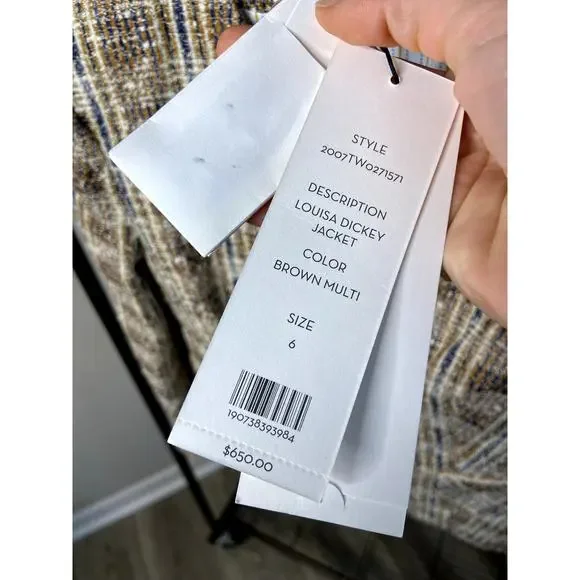 STYLE
2007TW0271571
DESCRIPTION
LOUISA DICKEY
JACKET
COLOR
BROWN MULTI
SIZE
6
190738393984
$650.00